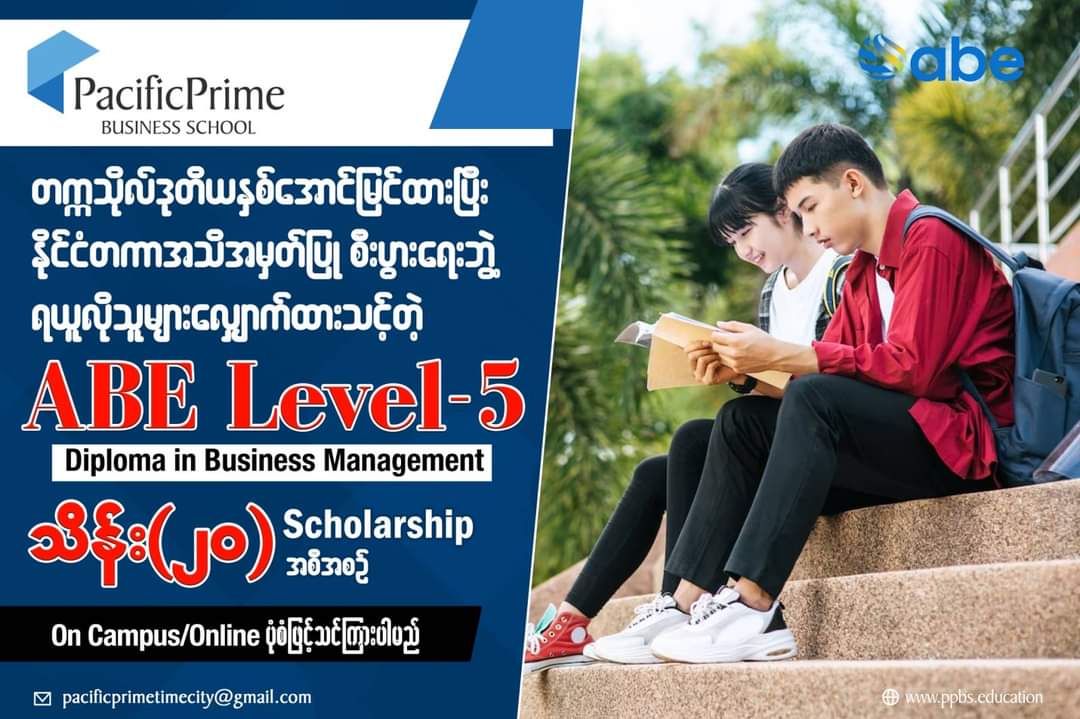 PacificPrime
BUSINESS SCHOOL
abe
တက္ကသိုလ်ဒုတိယနှစ်အောင်မြင်ထားပြီး
နိုင်ငံတကာအသိအမှတ်ပြု စီးပွားရေးဘွဲ့
ရယူလိုသူများလျှောက်ထားသင့်တဲ့
ABE Level-5
Diploma in Business Management
သိန်း(၂၀) Scholarship
အစီအစဉ်
On Campus/Online ပုံစံဖြင့်သင်ကြားပါမည်
pacificprimetimecity@gmail.com
www.ppbs.education